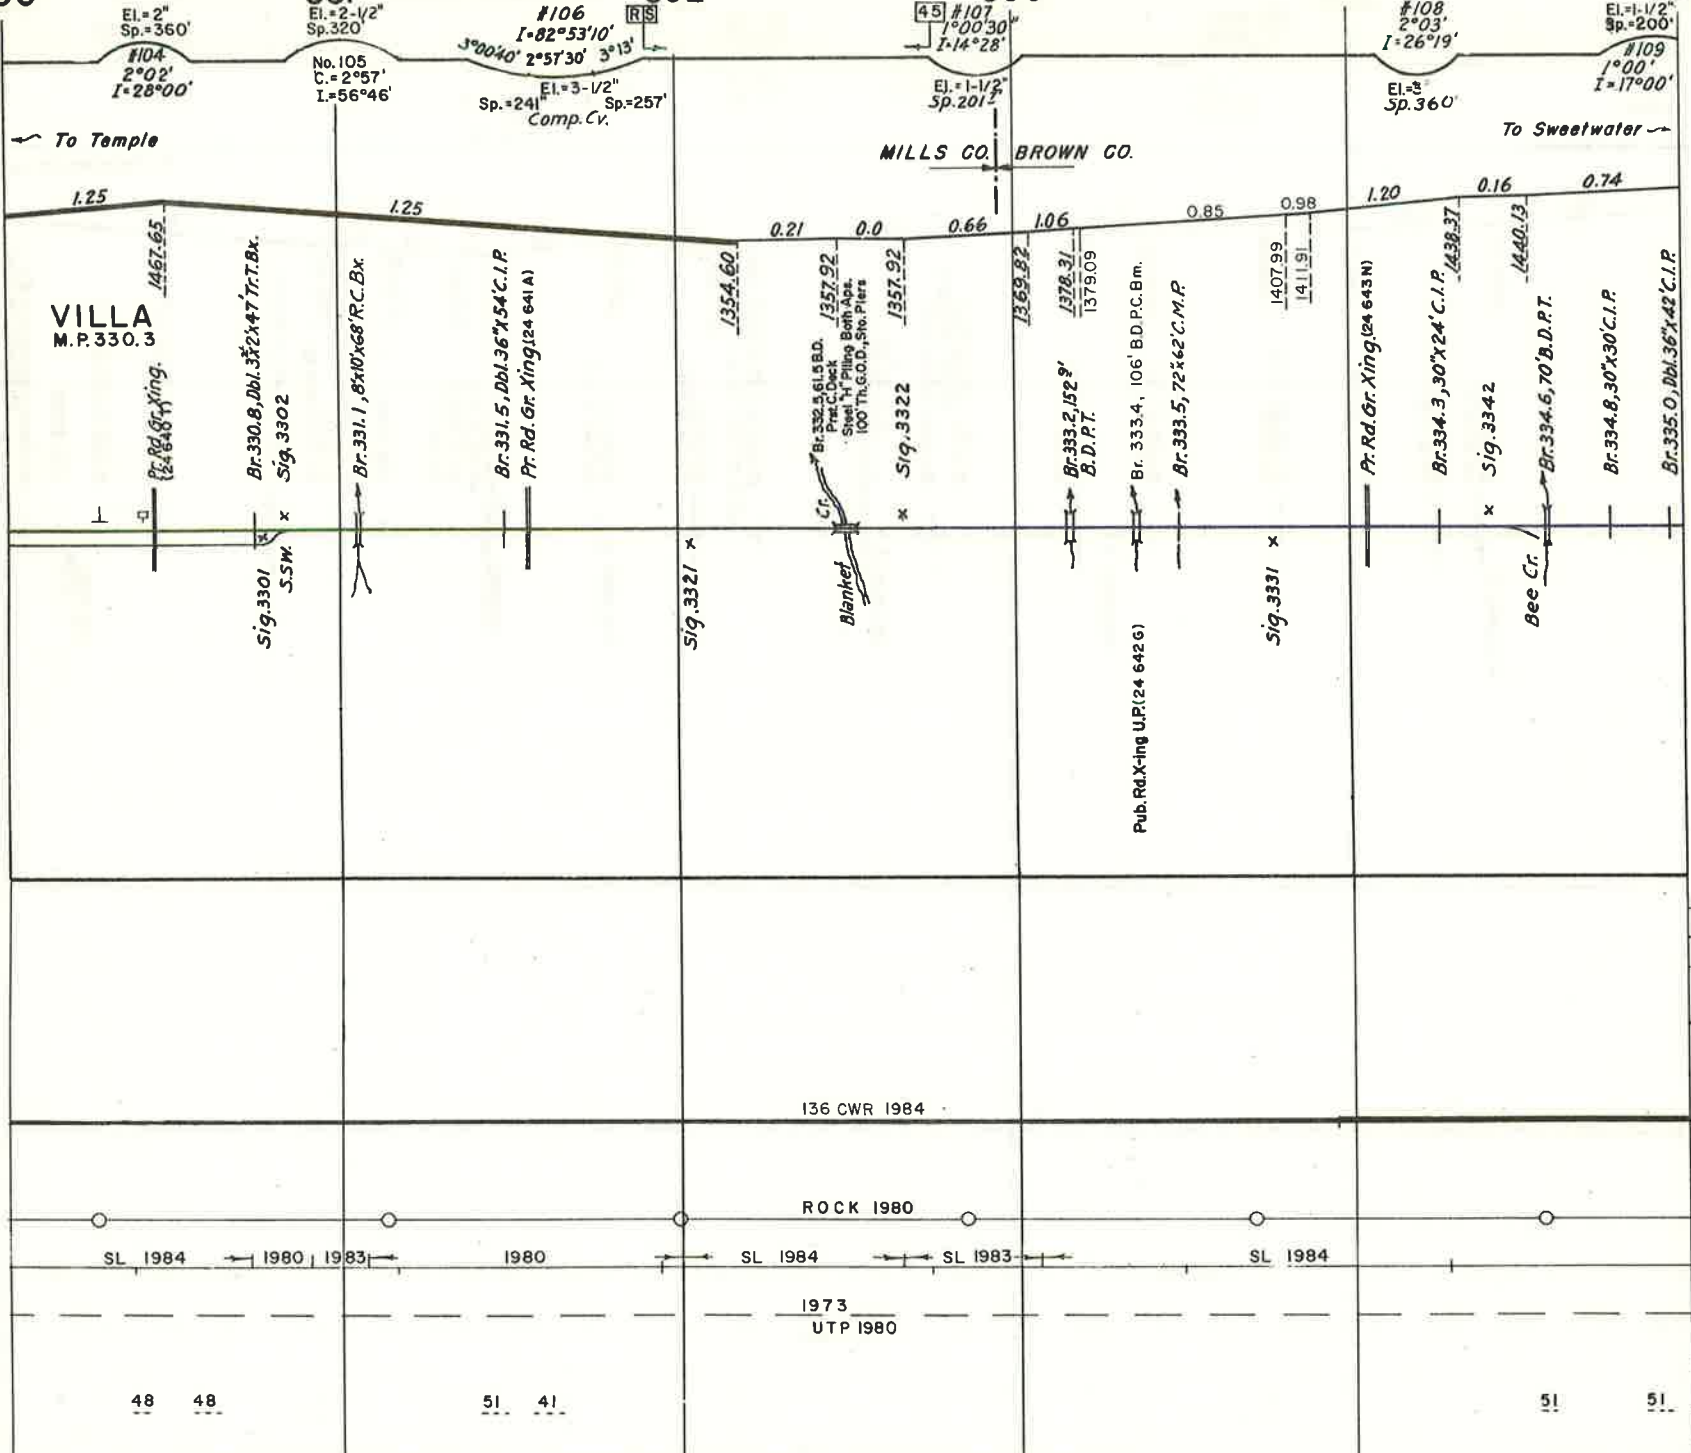 El.=2"
Sp.=360'
#104
2°02'
I=28°00'
El.=2-1/2"
Sp.320'
No.105
C.=2°57'
I.=56°46'
#106
I=82°53'10'
3°00'40' 2°57'30' 3°13'
El.=3-1/2"
Sp.=241" Sp.=257'
Comp. Cv.
R S
45
#107
1°00'30"
I=14°28'
El.=1-1/2"
Sp.201'
#108
2°03'
I=26°19'
El=3"
Sp.360'
El.=1-1/2"
Sp.=200'
#109
1°00'
I=17°00'
To Temple
To Sweetwater
MILLS CO. BROWN CO.
1.25 1.25 0.21 0.0 0.66 1.06 0.85 0.98 1.20 0.16 0.74
1467.65
1354.60
1357.92
1357.92
1369.82
1378.31
1379.09
1407.99
1411.91
1438.37
1440.13
VILLA
M.P. 330.3
Pr. Rd. Gr. Xing.
Br.330.8, Dbl.3'x2'x47' Tr.T.Bx.
Sig. 3302
Sig.3301
S.SW.
Br.331.1, 8'x10'x68' R.C.Bx.
Br.331.5, Dbl.36"x54' C.I.P.
Pr. Rd. Gr. Xing.(24 641 A)
Sig. 3321
Br.332.5,61.5 B.D.
Prst.C.Deck
Steel "H" Piling Both Aps.
100' Th.G.O.D., Sto. Piers
Blanket Cr.
Sig.3322
Br.333.2,152⁹'
B.D.P.T.
Br. 333.4, 106' B.D.P.C. Bm.
Pub. Rd. X-ing U.P.(24 642 G)
Br.333.5, 72"x62' C.M.P.
Sig.3331
Pr. Rd. Gr. Xing.(24 643 N)
Br.334.3, 30"x24' C.I.P.
Sig. 3342
Br.334.6, 70' B.D.P.T.
Bee Cr.
Br.334.8, 30"x30' C.I.P.
Br.335.0, Dbl.36"x42' C.I.P.
136 CWR 1984
ROCK 1980
SL 1984 1980 1983 1980 SL 1984 SL 1983 SL 1984
1973
UTP 1980
48 48 51 41 51 51